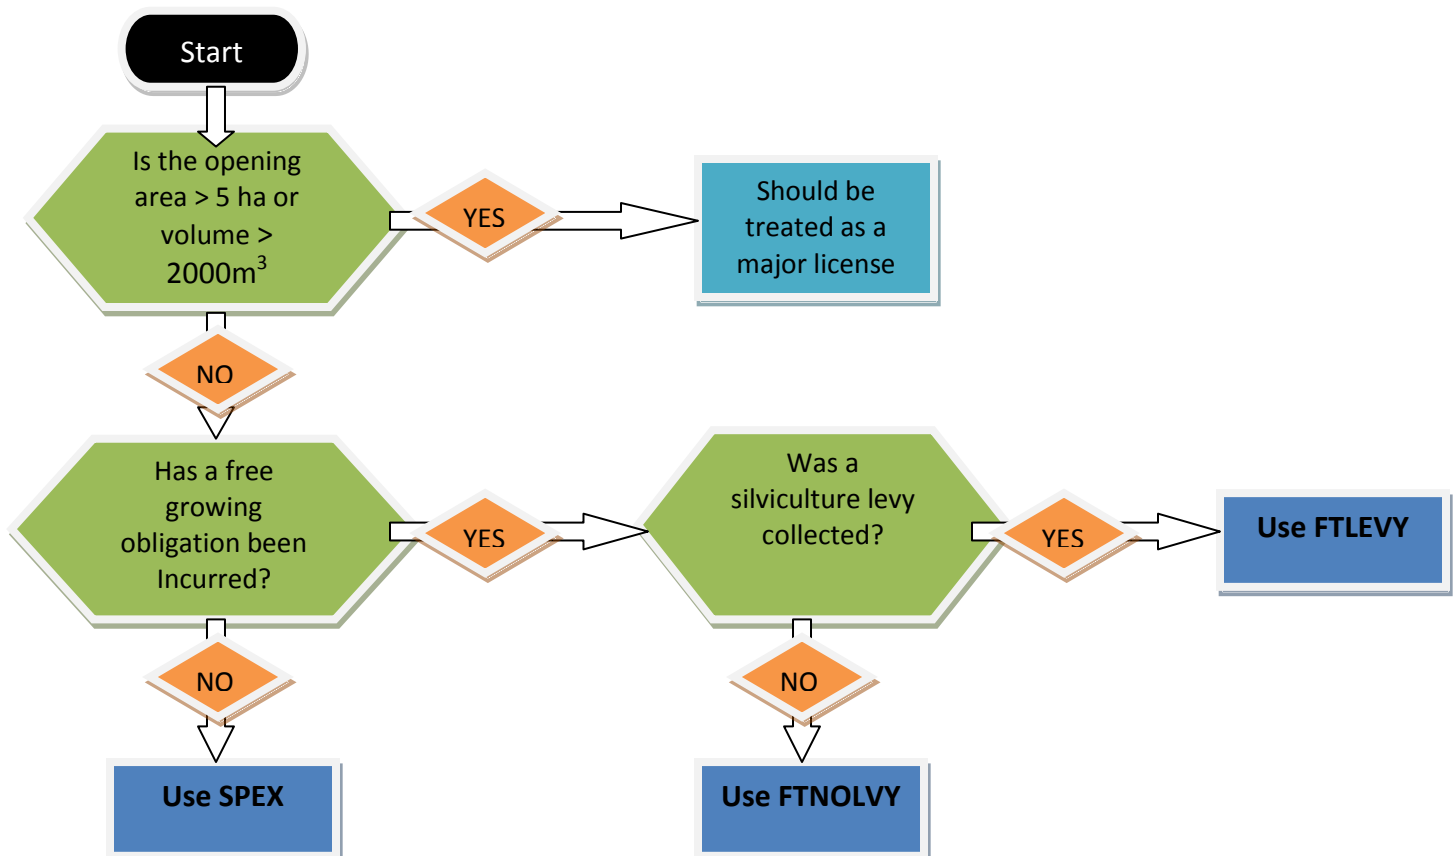 Start
Is the opening
area > 5 ha or
volume >
2000m³
YES
Should be
treated as a
major license
NO
Has a free
growing
obligation been
Incurred?
YES
Was a
silviculture levy
collected?
YES
Use FTLEVY
NO
NO
Use SPEX
Use FTNOLVY